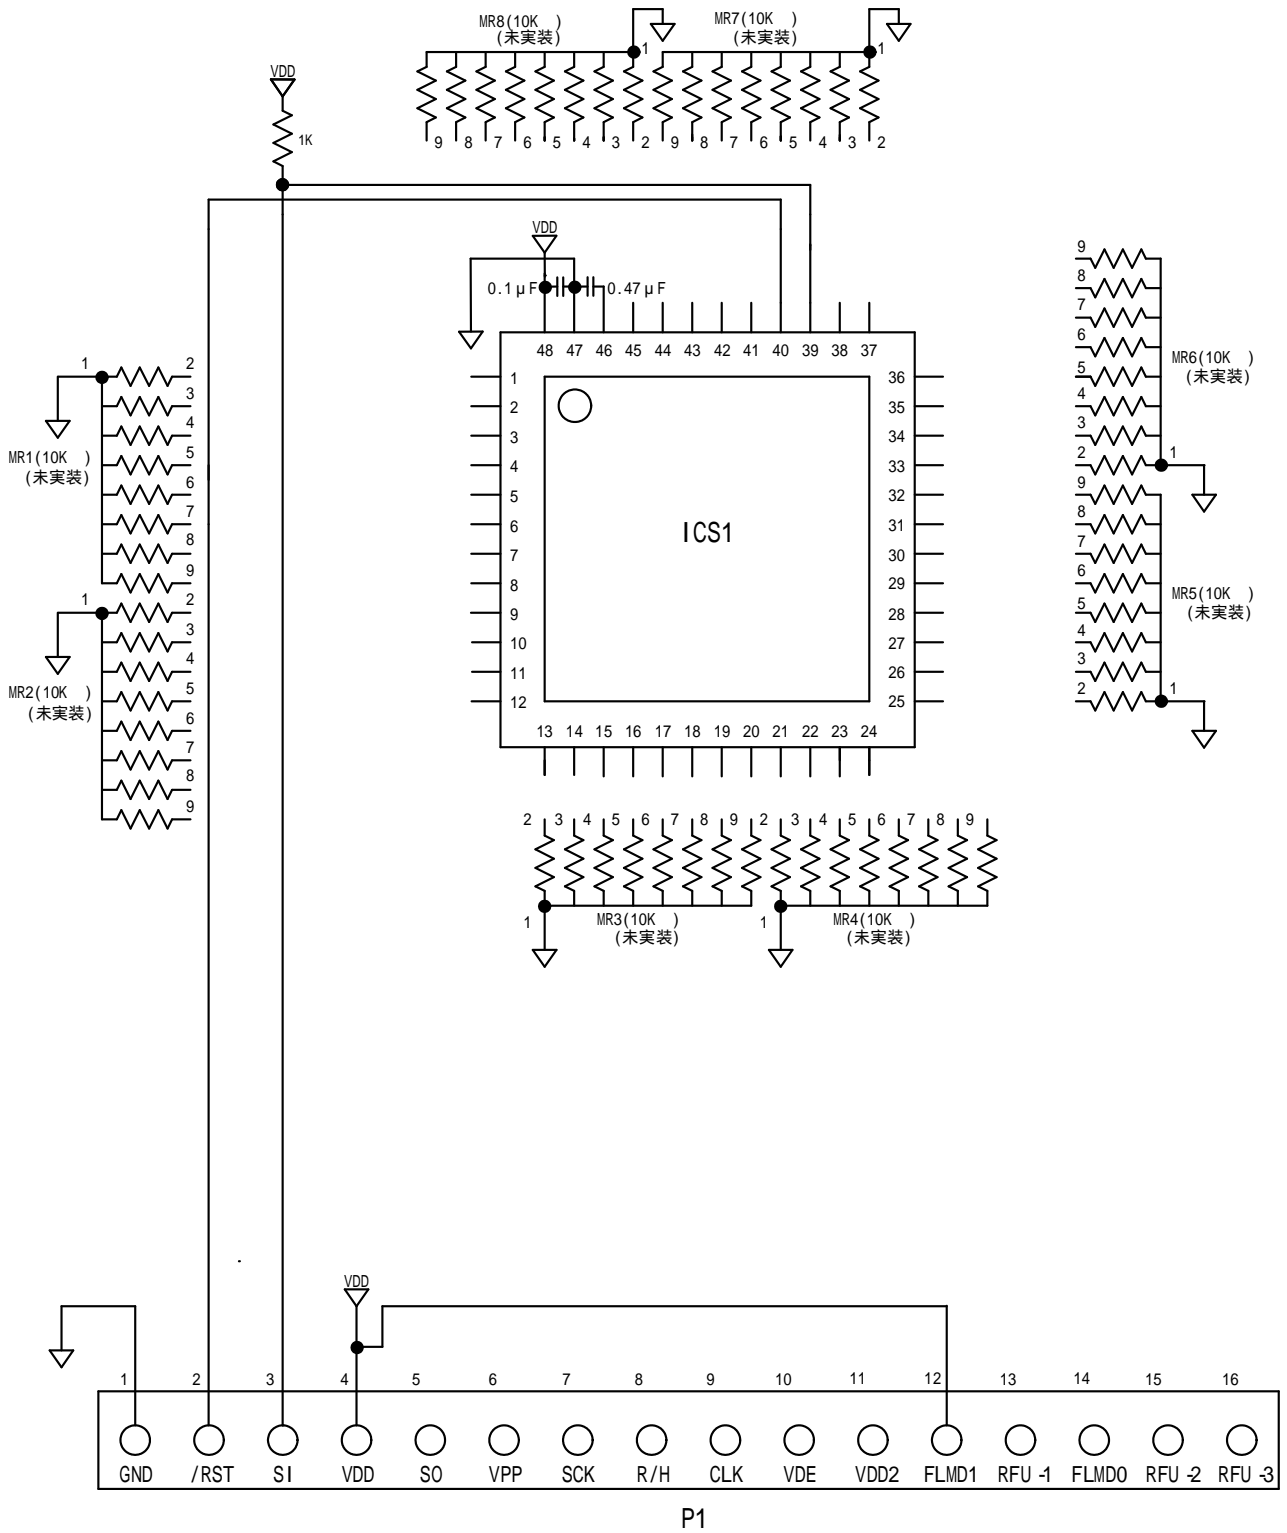 MR8(10K )
(未実装)
MR7(10K )
(未実装)
1
1
9 8 7 6 5 4 3 2 9 8 7 6 5 4 3 2
VDD
1K
VDD
0.1μF
0.47μF
48 47 46 45 44 43 42 41 40 39 38 37
1 2 3 4 5 6 7 8 9 10 11 12
ICS1
36 35 34 33 32 31 30 29 28 27 26 25
13 14 15 16 17 18 19 20 21 22 23 24
1
2 3 4 5 6 7 8 9
MR1(10K )
(未実装)
1
2 3 4 5 6 7 8 9
MR2(10K )
(未実装)
9 8 7 6 5 4 3 2
1
MR6(10K )
(未実装)
9 8 7 6 5 4 3 2
1
MR5(10K )
(未実装)
2 3 4 5 6 7 8 9 2 3 4 5 6 7 8 9
1
MR3(10K )
(未実装)
1
MR4(10K )
(未実装)
VDD
1 2 3 4 5 6 7 8 9 10 11 12 13 14 15 16
GND /RST SI VDD SO VPP SCK R/H CLK VDE VDD2 FLMD1 RFU-1 FLMD0 RFU-2 RFU-3
P1